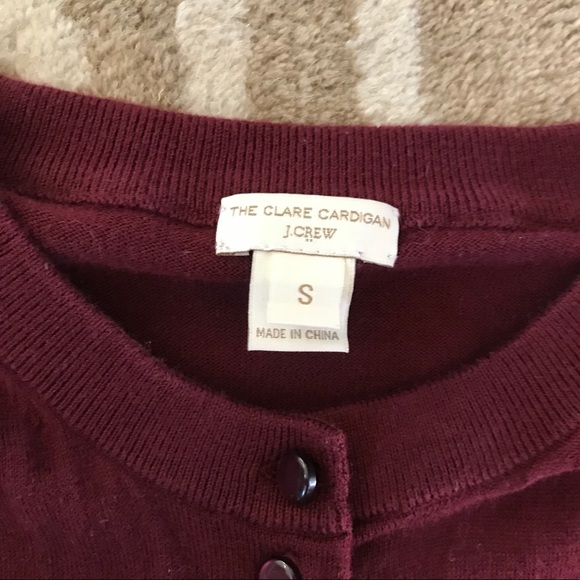 THE CLARE CARDIGAN
J.CREW
S
MADE IN CHINA